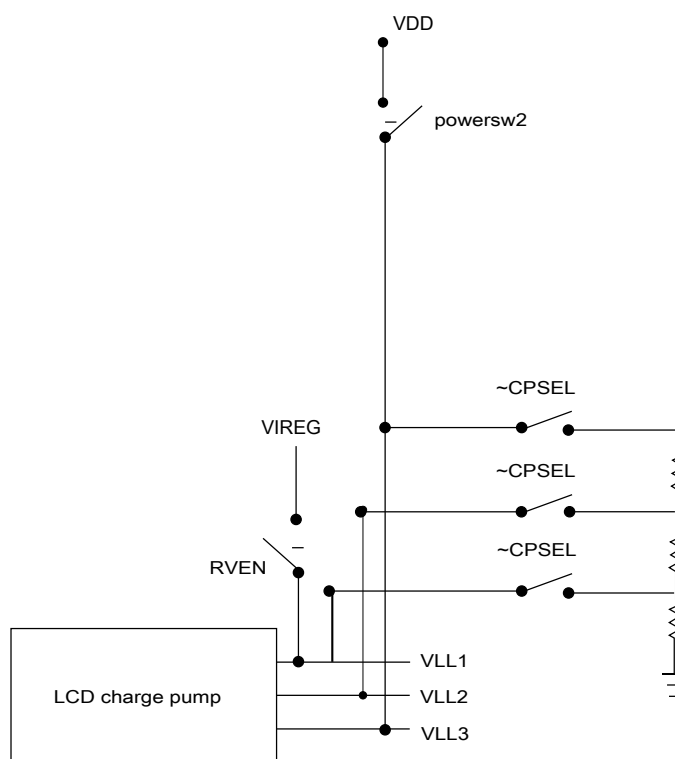 VDD
powersw2
~CPSEL
VIREG
~CPSEL
~CPSEL
RVEN
VLL1
LCD charge pump
VLL2
VLL3